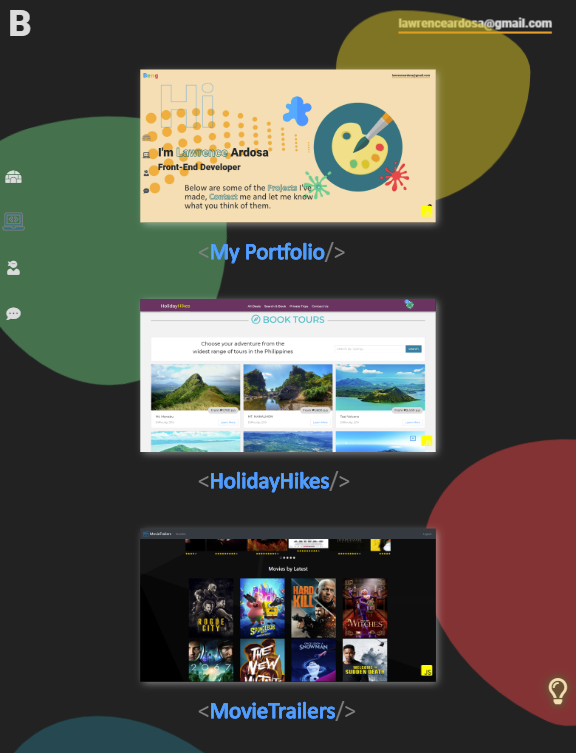 B
lawrenceardosa@gmail.com
Hi
I'm Lawrence Ardosa
Front-End Developer
Below are some of the Projects I've
made, Contact me and let me know
what you think of them.
<My Portfolio/>
HolidayHikes
BOOK TOURS
Choose your adventure from the
widest range of tours in the Philippines
<HolidayHikes/>
MovieTrailers
Movies by Latest
ROGUE CITY
HARD KILL
WITCHES
2067
THE NEW MUTANTS
SNOWMAN
SUDDEN DEATH
JS
<MovieTrailers/>